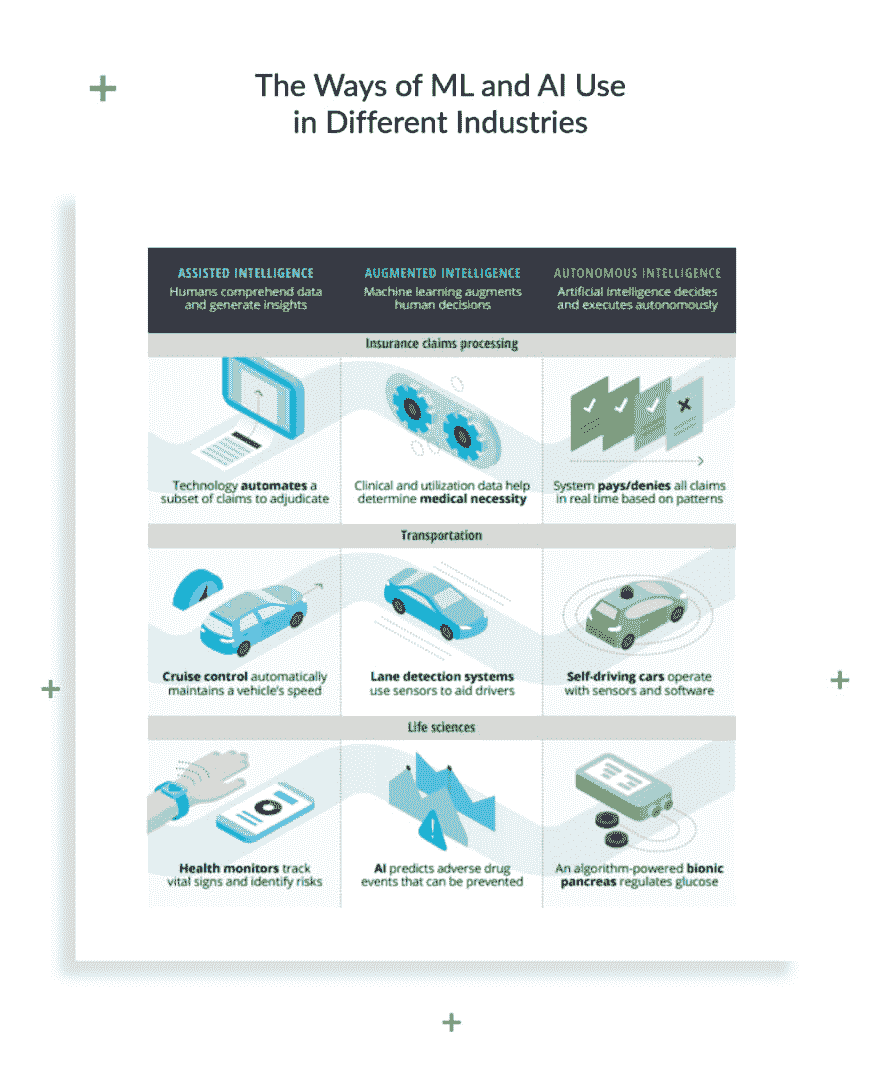 The Ways of ML and AI Use
in Different Industries
ASSISTED INTELLIGENCE
Humans comprehend data
and generate insights
AUGMENTED INTELLIGENCE
Machine learning augments
human decisions
AUTONOMOUS INTELLIGENCE
Artificial intelligence decides
and executes autonomously
Insurance claims processing
Technology automates a
subset of claims to adjudicate
Clinical and utilization data help
determine medical necessity
System pays/denies all claims
in real time based on patterns
Transportation
Cruise control automatically
maintains a vehicle's speed
Lane detection systems
use sensors to aid drivers
Self-driving cars operate
with sensors and software
Life sciences
Health monitors track
vital signs and identify risks
AI predicts adverse drug
events that can be prevented
An algorithm-powered bionic
pancreas regulates glucose